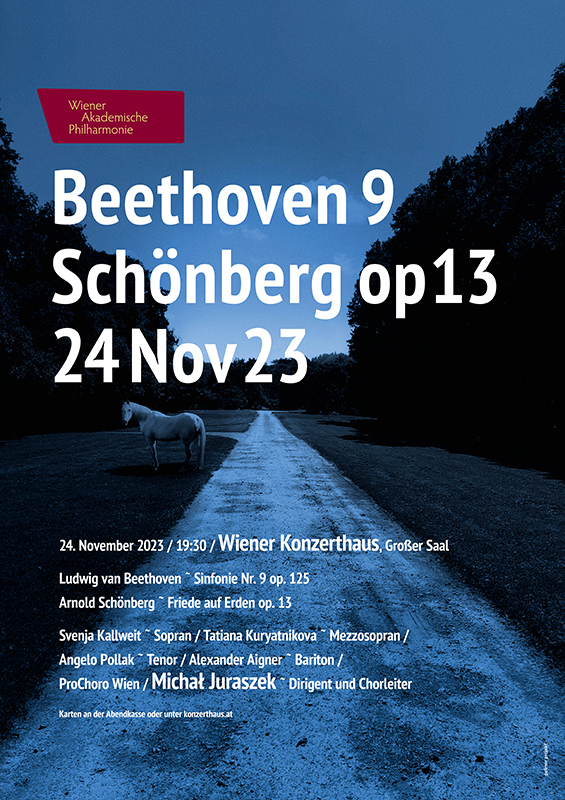 Wiener
Akademische
Philharmonie
Beethoven 9
Schönberg op 13
24 Nov 23
24. November 2023 / 19:30 / Wiener Konzerthaus, Großer Saal
Ludwig van Beethoven ~ Sinfonie Nr. 9 op. 125
Arnold Schönberg ~ Friede auf Erden op. 13
Svenja Kallweit ~ Sopran / Tatiana Kuryatnikova ~ Mezzosopran /
Angelo Pollak ~ Tenor / Alexander Aigner ~ Bariton /
ProChoro Wien / Michał Juraszek ~ Dirigent und Chorleiter
Karten an der Abendkasse oder unter konzerthaus.at